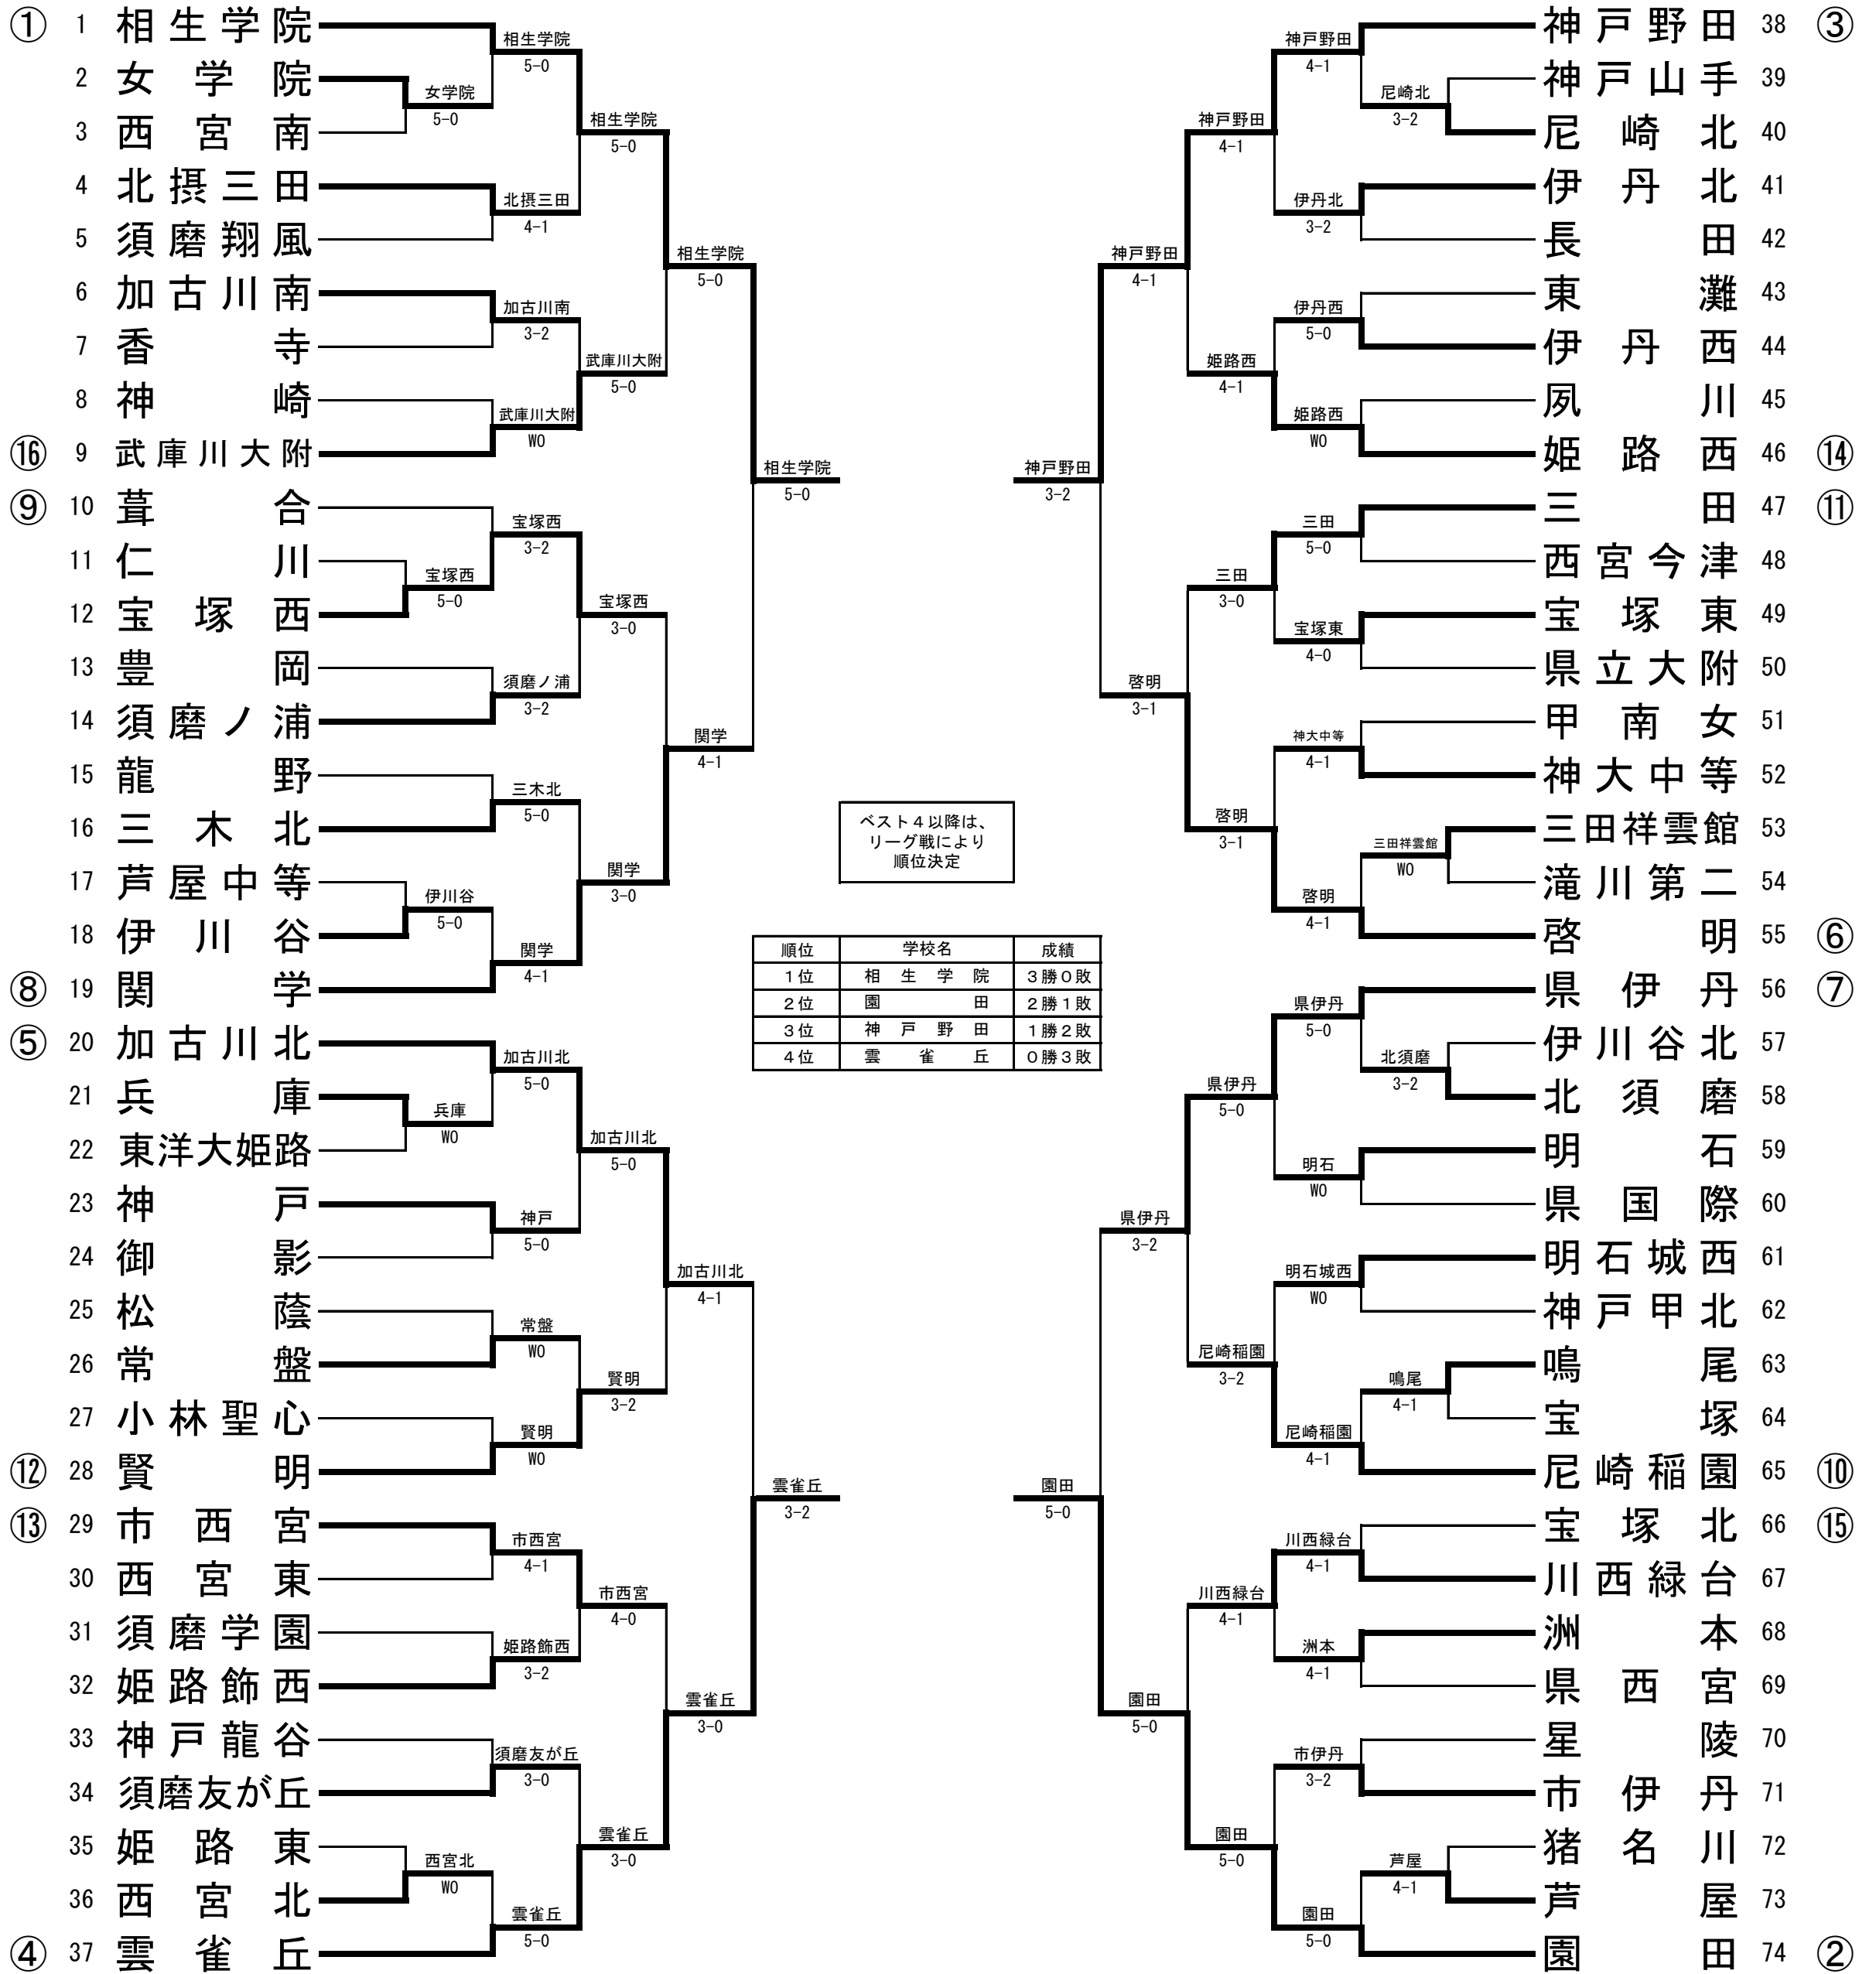 ① 1 相生学院
2 女学院
3 西宮南
4 北摂三田
5 須磨翔風
6 加古川南
7 香寺
8 神崎
⑯ 9 武庫川大附
⑨ 10 葺合
11 仁川
12 宝塚西
13 豊岡
14 須磨ノ浦
15 龍野
16 三木北
17 芦屋中等
18 伊川谷
⑧ 19 関学
⑤ 20 加古川北
21 兵庫
22 東洋大姫路
23 神戸
24 御影
25 松蔭
26 常盤
27 小林聖心
⑫ 28 賢明
⑬ 29 市西宮
30 西宮東
31 須磨学園
32 姫路飾西
33 神戸龍谷
34 須磨友が丘
35 姫路東
36 西宮北
④ 37 雲雀丘
女学院
5-0
宝塚西
5-0
伊川谷
5-0
兵庫
WO
西宮北
WO
相生学院
5-0
北摂三田
4-1
加古川南
3-2
武庫川大附
WO
宝塚西
3-2
須磨ノ浦
3-2
三木北
5-0
関学
4-1
加古川北
5-0
神戸
5-0
常盤
WO
賢明
WO
市西宮
4-1
姫路飾西
3-2
須磨友が丘
3-0
雲雀丘
5-0
相生学院
5-0
武庫川大附
5-0
宝塚西
3-0
関学
3-0
加古川北
5-0
賢明
3-2
市西宮
4-0
雲雀丘
3-0
相生学院
5-0
関学
4-1
加古川北
4-1
雲雀丘
3-0
相生学院
5-0
雲雀丘
3-2
ベスト４以降は、
リーグ戦により
順位決定
順位 学校名 成績
１位 相生学院 ３勝０敗
２位 園田 ２勝１敗
３位 神戸野田 １勝２敗
４位 雲雀丘 ０勝３敗
神戸野田
3-2
園田
5-0
神戸野田
4-1
啓明
3-1
県伊丹
3-2
園田
5-0
神戸野田
4-1
姫路西
4-1
三田
3-0
啓明
3-1
県伊丹
5-0
尼崎稲園
3-2
川西緑台
4-1
園田
5-0
神戸野田
4-1
伊丹北
3-2
伊丹西
5-0
姫路西
WO
三田
5-0
宝塚東
4-0
神大中等
4-1
啓明
4-1
県伊丹
5-0
明石
WO
明石城西
WO
尼崎稲園
4-1
川西緑台
4-1
洲本
4-1
市伊丹
3-2
園田
5-0
尼崎北
3-2
三田祥雲館
WO
北須磨
3-2
鳴尾
4-1
芦屋
4-1
神戸野田 38 ③
神戸山手 39
尼崎北 40
伊丹北 41
長田 42
東灘 43
伊丹西 44
夙川 45
姫路西 46 ⑭
三田 47 ⑪
西宮今津 48
宝塚東 49
県立大附 50
甲南女 51
神大中等 52
三田祥雲館 53
滝川第二 54
啓明 55 ⑥
県伊丹 56 ⑦
伊川谷北 57
北須磨 58
明石 59
県国際 60
明石城西 61
神戸甲北 62
鳴尾 63
宝塚 64
尼崎稲園 65 ⑩
宝塚北 66 ⑮
川西緑台 67
洲本 68
県西宮 69
星陵 70
市伊丹 71
猪名川 72
芦屋 73
園田 74 ②